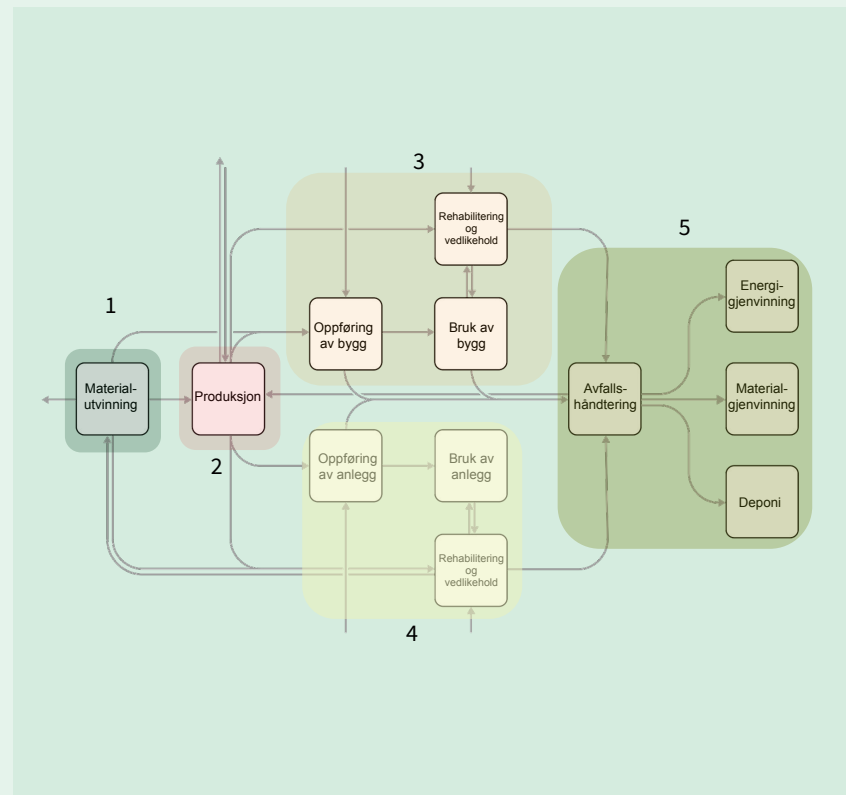 3
Rehabilitering
og
vedlikehold
5
Energi-
gjenvinning
1
Oppføring
av bygg
Bruk av
bygg
Material-
utvinning
Produksjon
Avfalls-
håndtering
Material-
gjenvinning
2
Oppføring
av anlegg
Bruk av
anlegg
Deponi
Rehabilitering
og
vedlikehold
4